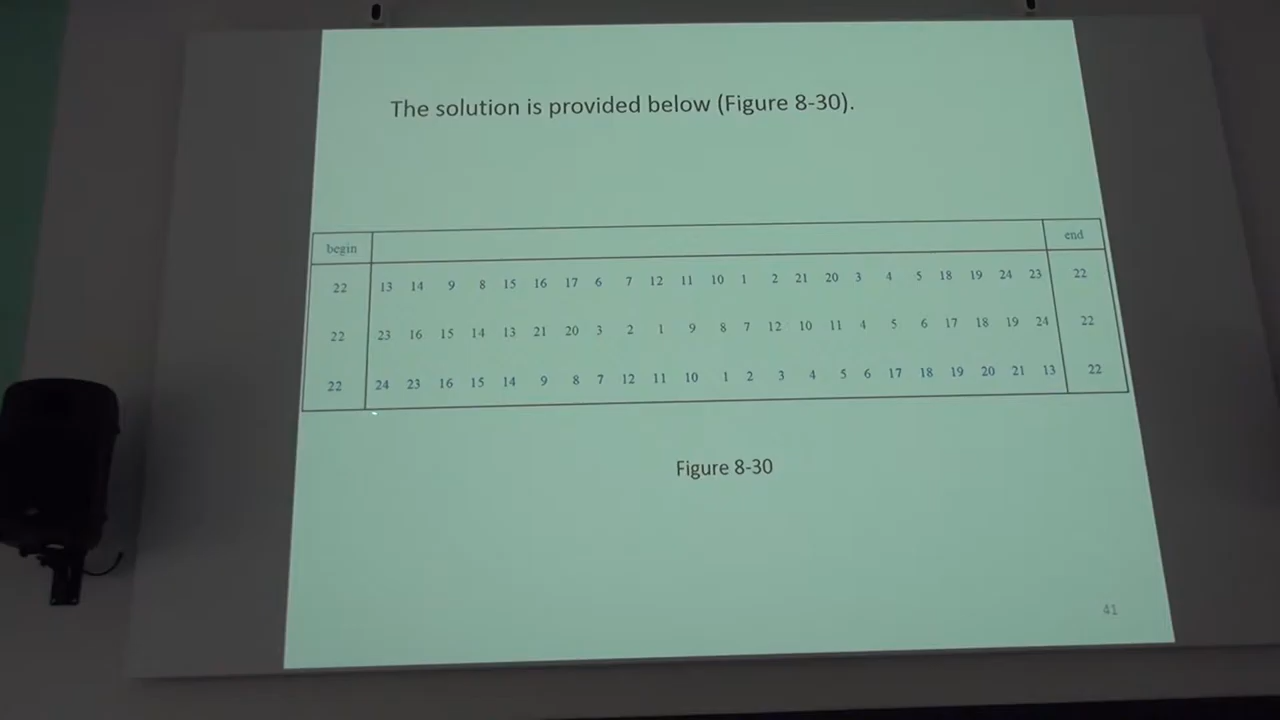 The solution is provided below (Figure 8-30).
begin end
22 13 14 9 8 15 16 17 6 7 12 11 10 1 2 21 20 3 4 5 18 19 24 23 22
22 23 16 15 14 13 21 20 3 2 1 9 8 7 12 10 11 4 5 6 17 18 19 24 22
22 24 23 16 15 14 9 8 7 12 11 10 1 2 3 4 5 6 17 18 19 20 21 13 22
Figure 8-30
41